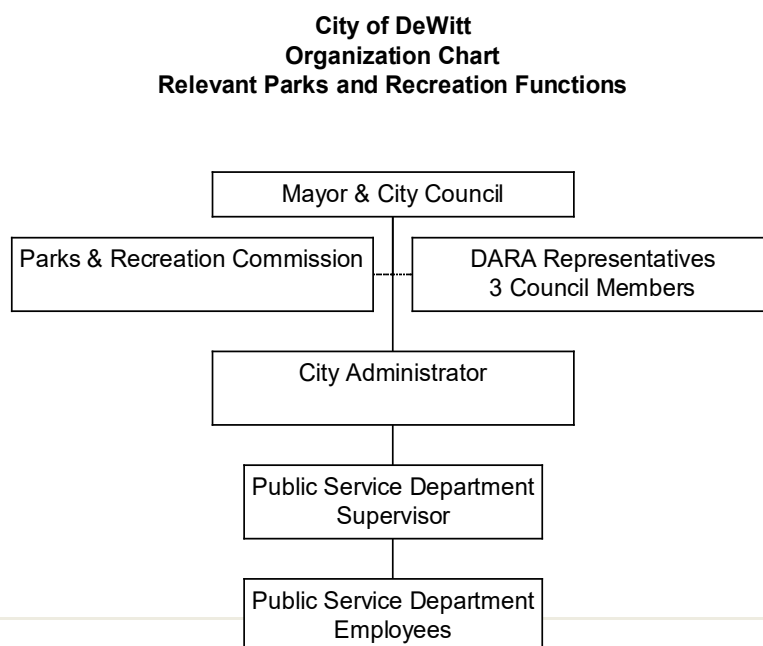 City of DeWitt
Organization Chart
Relevant Parks and Recreation Functions
Mayor & City Council
Parks & Recreation Commission
DARA Representatives
3 Council Members
City Administrator
Public Service Department
Supervisor
Public Service Department
Employees